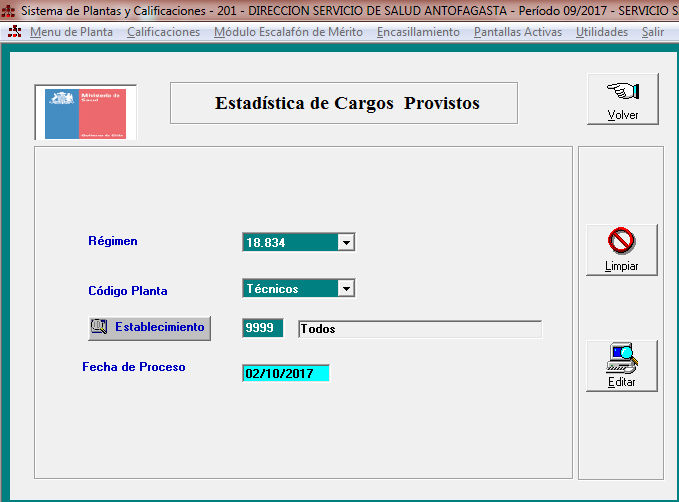 Sistema de Plantas y Calificaciones - 201 - DIRECCION SERVICIO DE SALUD ANTOFAGASTA - Período 09/2017 - SERVICIO S
Menu de Planta Calificaciones Módulo Escalafón de Mérito Encasillamiento Pantallas Activas Utilidades Salir
Ministerio de
Salud
Gobierno de Chile
Estadística de Cargos Provistos
Volver
Régimen 18.834
Limpiar
Código Planta Técnicos
Establecimiento 9999 Todos
Fecha de Proceso 02/10/2017
Editar